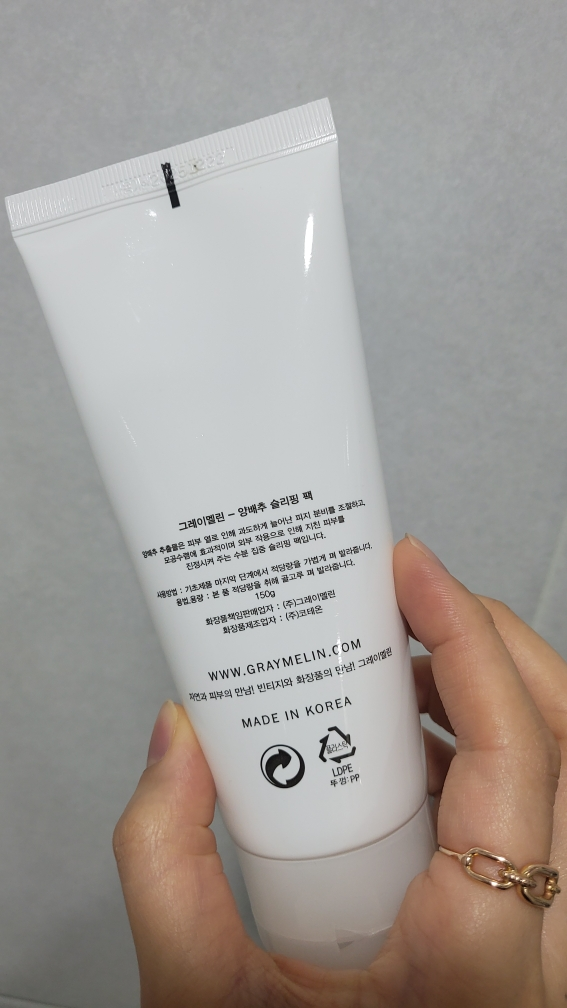 그레이멜린 - 양배추 슬리핑 팩
양배추 추출물은 피부 열로 인해 과도하게 늘어난 피지 분비를 조절하고,
모공수렴에 효과적이며 외부 작용으로 인해 지친 피부를
진정시켜 주는 수분 집중 슬리핑 팩입니다.
사용방법 : 기초제품 마지막 단계에서 적당량을 가볍게 펴 발라줍니다.
용법,용량 : 본 품 적당량을 취해 골고루 펴 발라줍니다.
150g
화장품책임판매업자 : (주)그레이멜린
화장품제조업자 : (주)코테온
WWW.GRAYMELIN.COM
자연과 피부의 만남! 빈티지와 화장품의 만남! 그레이멜린
MADE IN KOREA
플라스틱
LDPE
뚜껑:PP